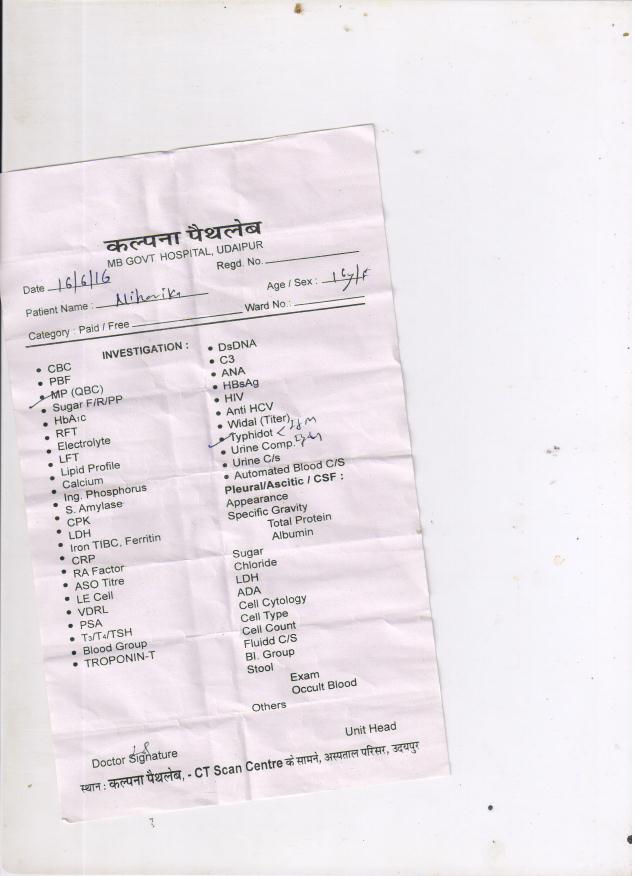 कल्पना पैथलेब
MB GOVT. HOSPITAL, UDAIPUR
Regd. No.
Date 16/6/16
Age / Sex :
Patient Name : Niharika
Ward No.:
Category : Paid / Free
INVESTIGATION :
• CBC
• PBF
• MP (QBC)
• Sugar F/R/PP
• HbA1c
• RFT
• Electrolyte
• LFT
• Lipid Profile
• Calcium
• Ing. Phosphorus
• S. Amylase
• CPK
• LDH
• Iron TIBC, Ferritin
• CRP
• RA Factor
• ASO Titre
• LE Cell
• VDRL
• PSA
• T3/T4/TSH
• Blood Group
• TROPONIN-T
• DsDNA
• C3
• ANA
• HBsAg
• HIV
• Anti HCV
• Widal (Titer)
• Typhidot < IgM
• Urine Comp. IgM
• Urine C/s
• Automated Blood C/S
Pleural/Ascitic / CSF :
Appearance
Specific Gravity
Total Protein
Albumin
Sugar
Chloride
LDH
ADA
Cell Cytology
Cell Type
Cell Count
Fluidd C/S
Bl. Group
Stool
Exam
Occult Blood
Others
Unit Head
Doctor Signature
स्थान : कल्पना पैथलेब, - CT Scan Centre के सामने, अस्पताल परिसर, उदयपुर